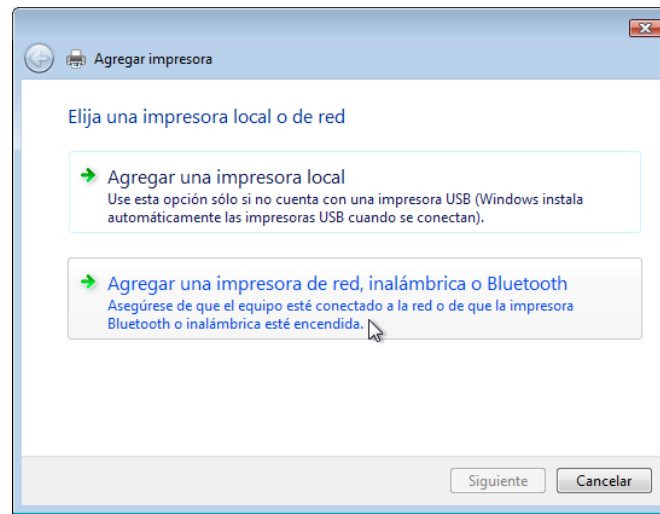 Agregar impresora
Elija una impresora local o de red
Agregar una impresora local
Use esta opción sólo si no cuenta con una impresora USB (Windows instala
automáticamente las impresoras USB cuando se conectan).
Agregar una impresora de red, inalámbrica o Bluetooth
Asegúrese de que el equipo esté conectado a la red o de que la impresora
Bluetooth o inalámbrica esté encendida.
Siguiente
Cancelar